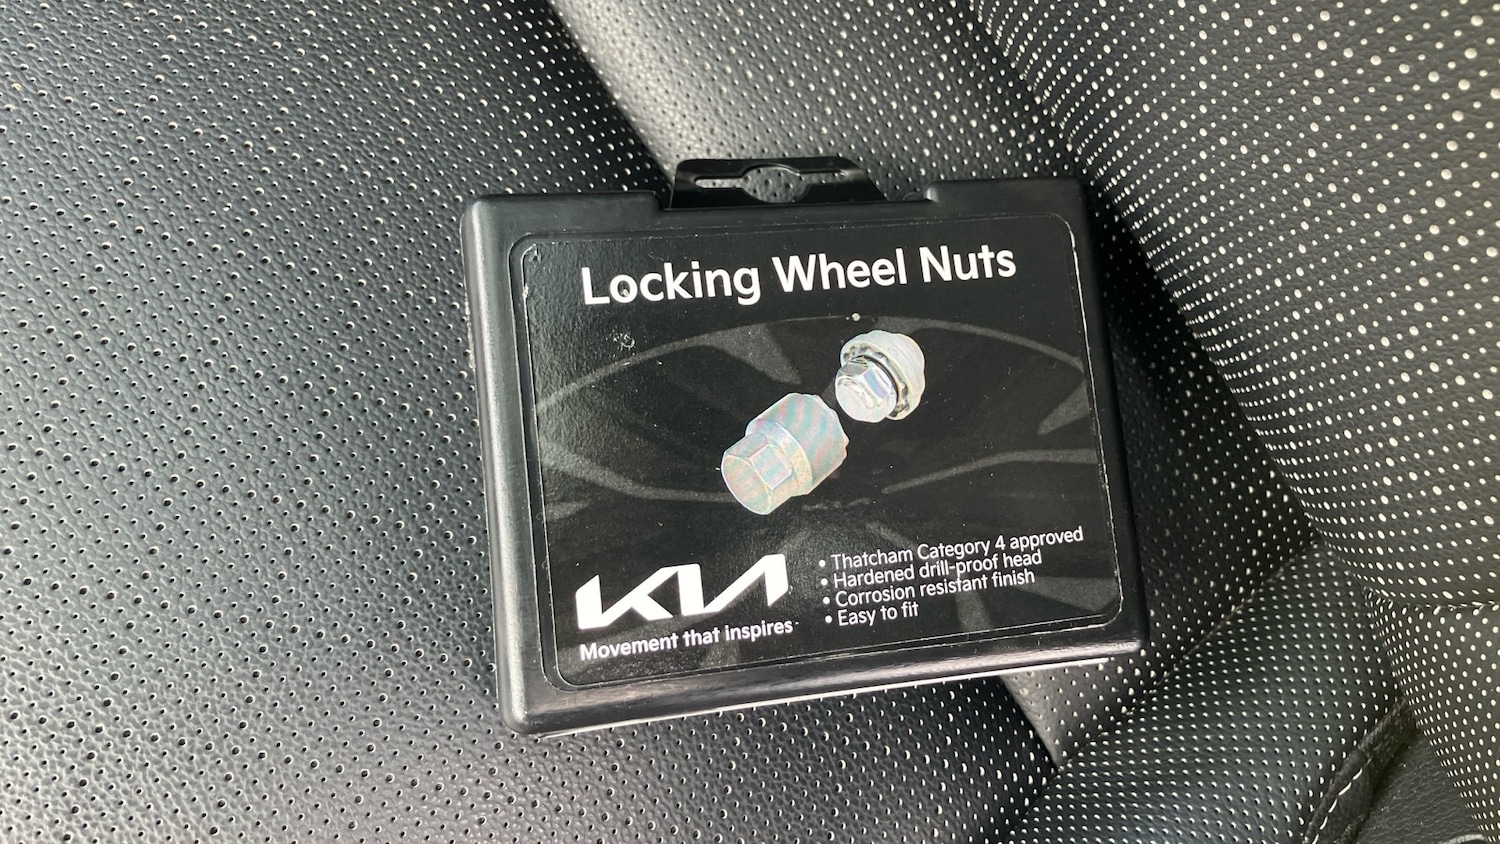 Locking Wheel Nuts
KIA
Movement that inspires
• Thatcham Category 4 approved
• Hardened drill-proof head
• Corrosion resistant finish
• Easy to fit